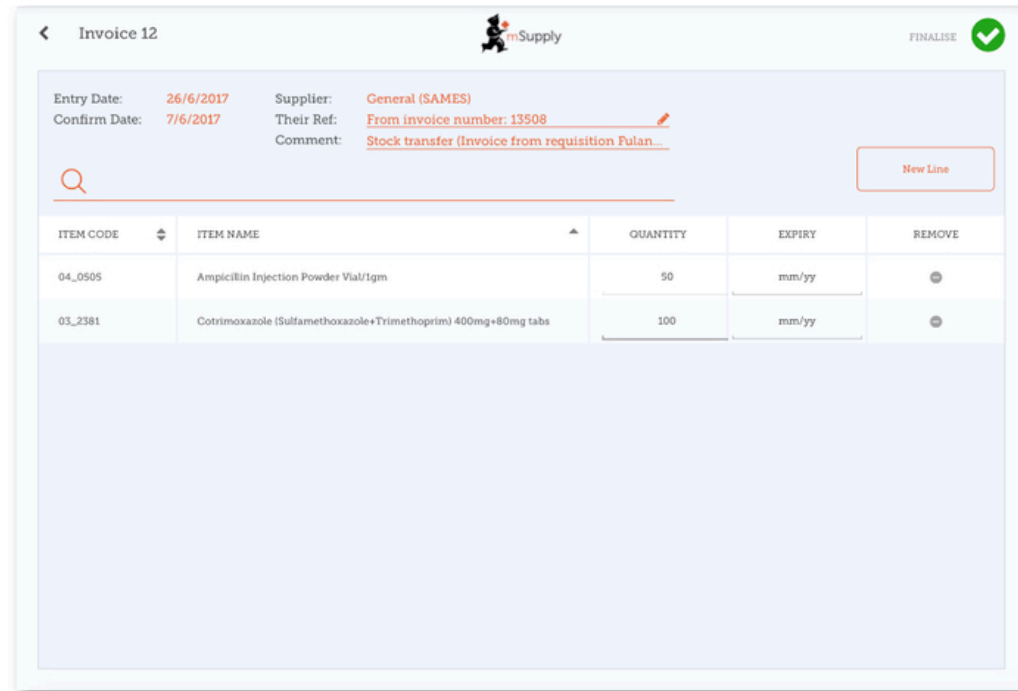 Invoice 12
mSupply
FINALISE
Entry Date: 26/6/2017 Supplier: General (SAMES)
Confirm Date: 7/6/2017 Their Ref: From invoice number: 13508
Comment: Stock transfer (Invoice from requisition Fulan...
New Line
ITEM CODE ITEM NAME QUANTITY EXPIRY REMOVE
04_0505 Ampicillin Injection Powder Vial/1gm 50 mm/yy
03_2381 Cotrimoxazole (Sulfamethoxazole+Trimethoprim) 400mg+80mg tabs 100 mm/yy